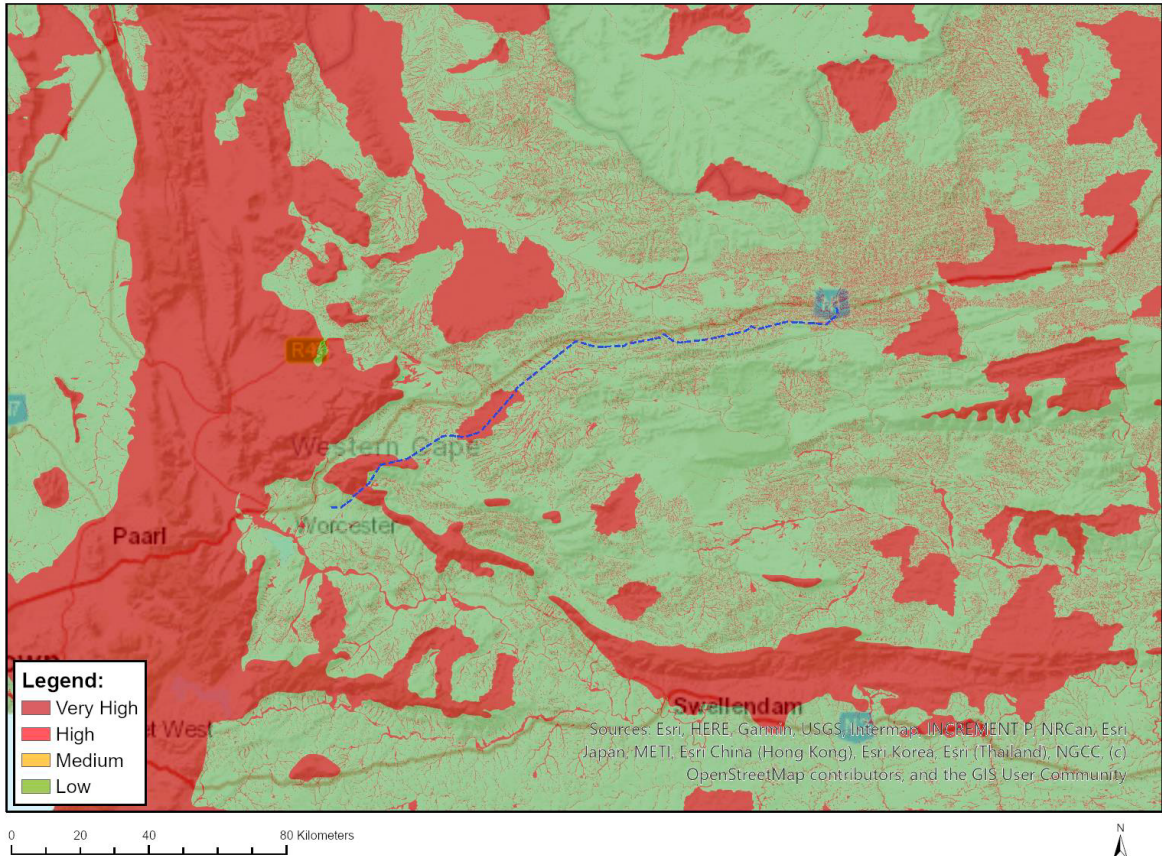 R4
Western Cape
Worcester
Paarl
Swellendam
Legend:
Very High
High
Medium
Low
et West
Sources: Esri, HERE, Garmin, USGS, Intermap, INCREMENT P, NRCan, Esri
Japan, METI, Esri China (Hong Kong), Esri Korea, Esri (Thailand), NGCC, (c)
OpenStreetMap contributors, and the GIS User Community
0 20 40 80 Kilometers
N